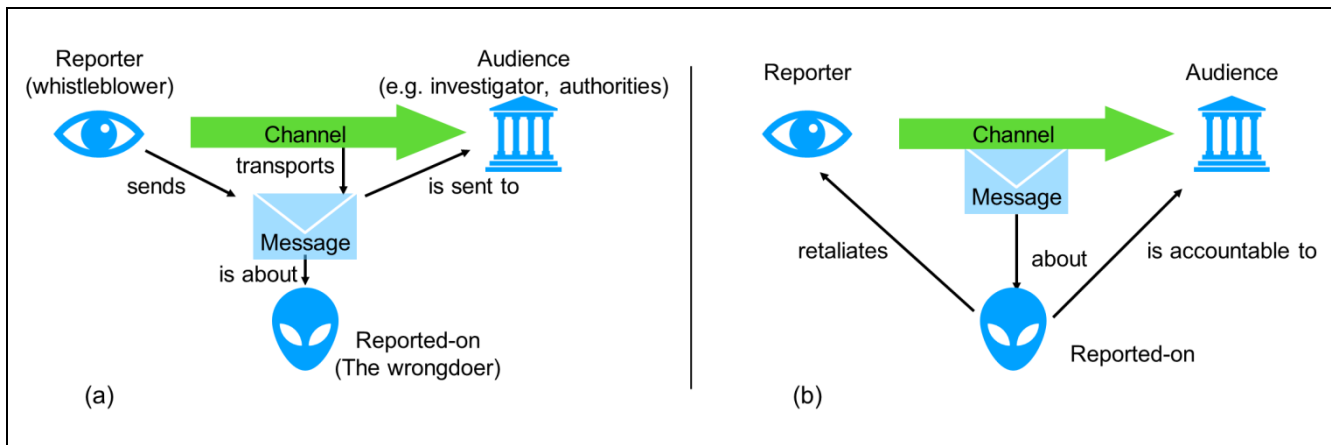 Reporter
(whistleblower)
Audience
(e.g. investigator, authorities)
Channel
transports
sends
is sent to
Message
is about
Reported-on
(The wrongdoer)
(a)
Reporter
Audience
Channel
Message
retaliates
about
is accountable to
Reported-on
(b)